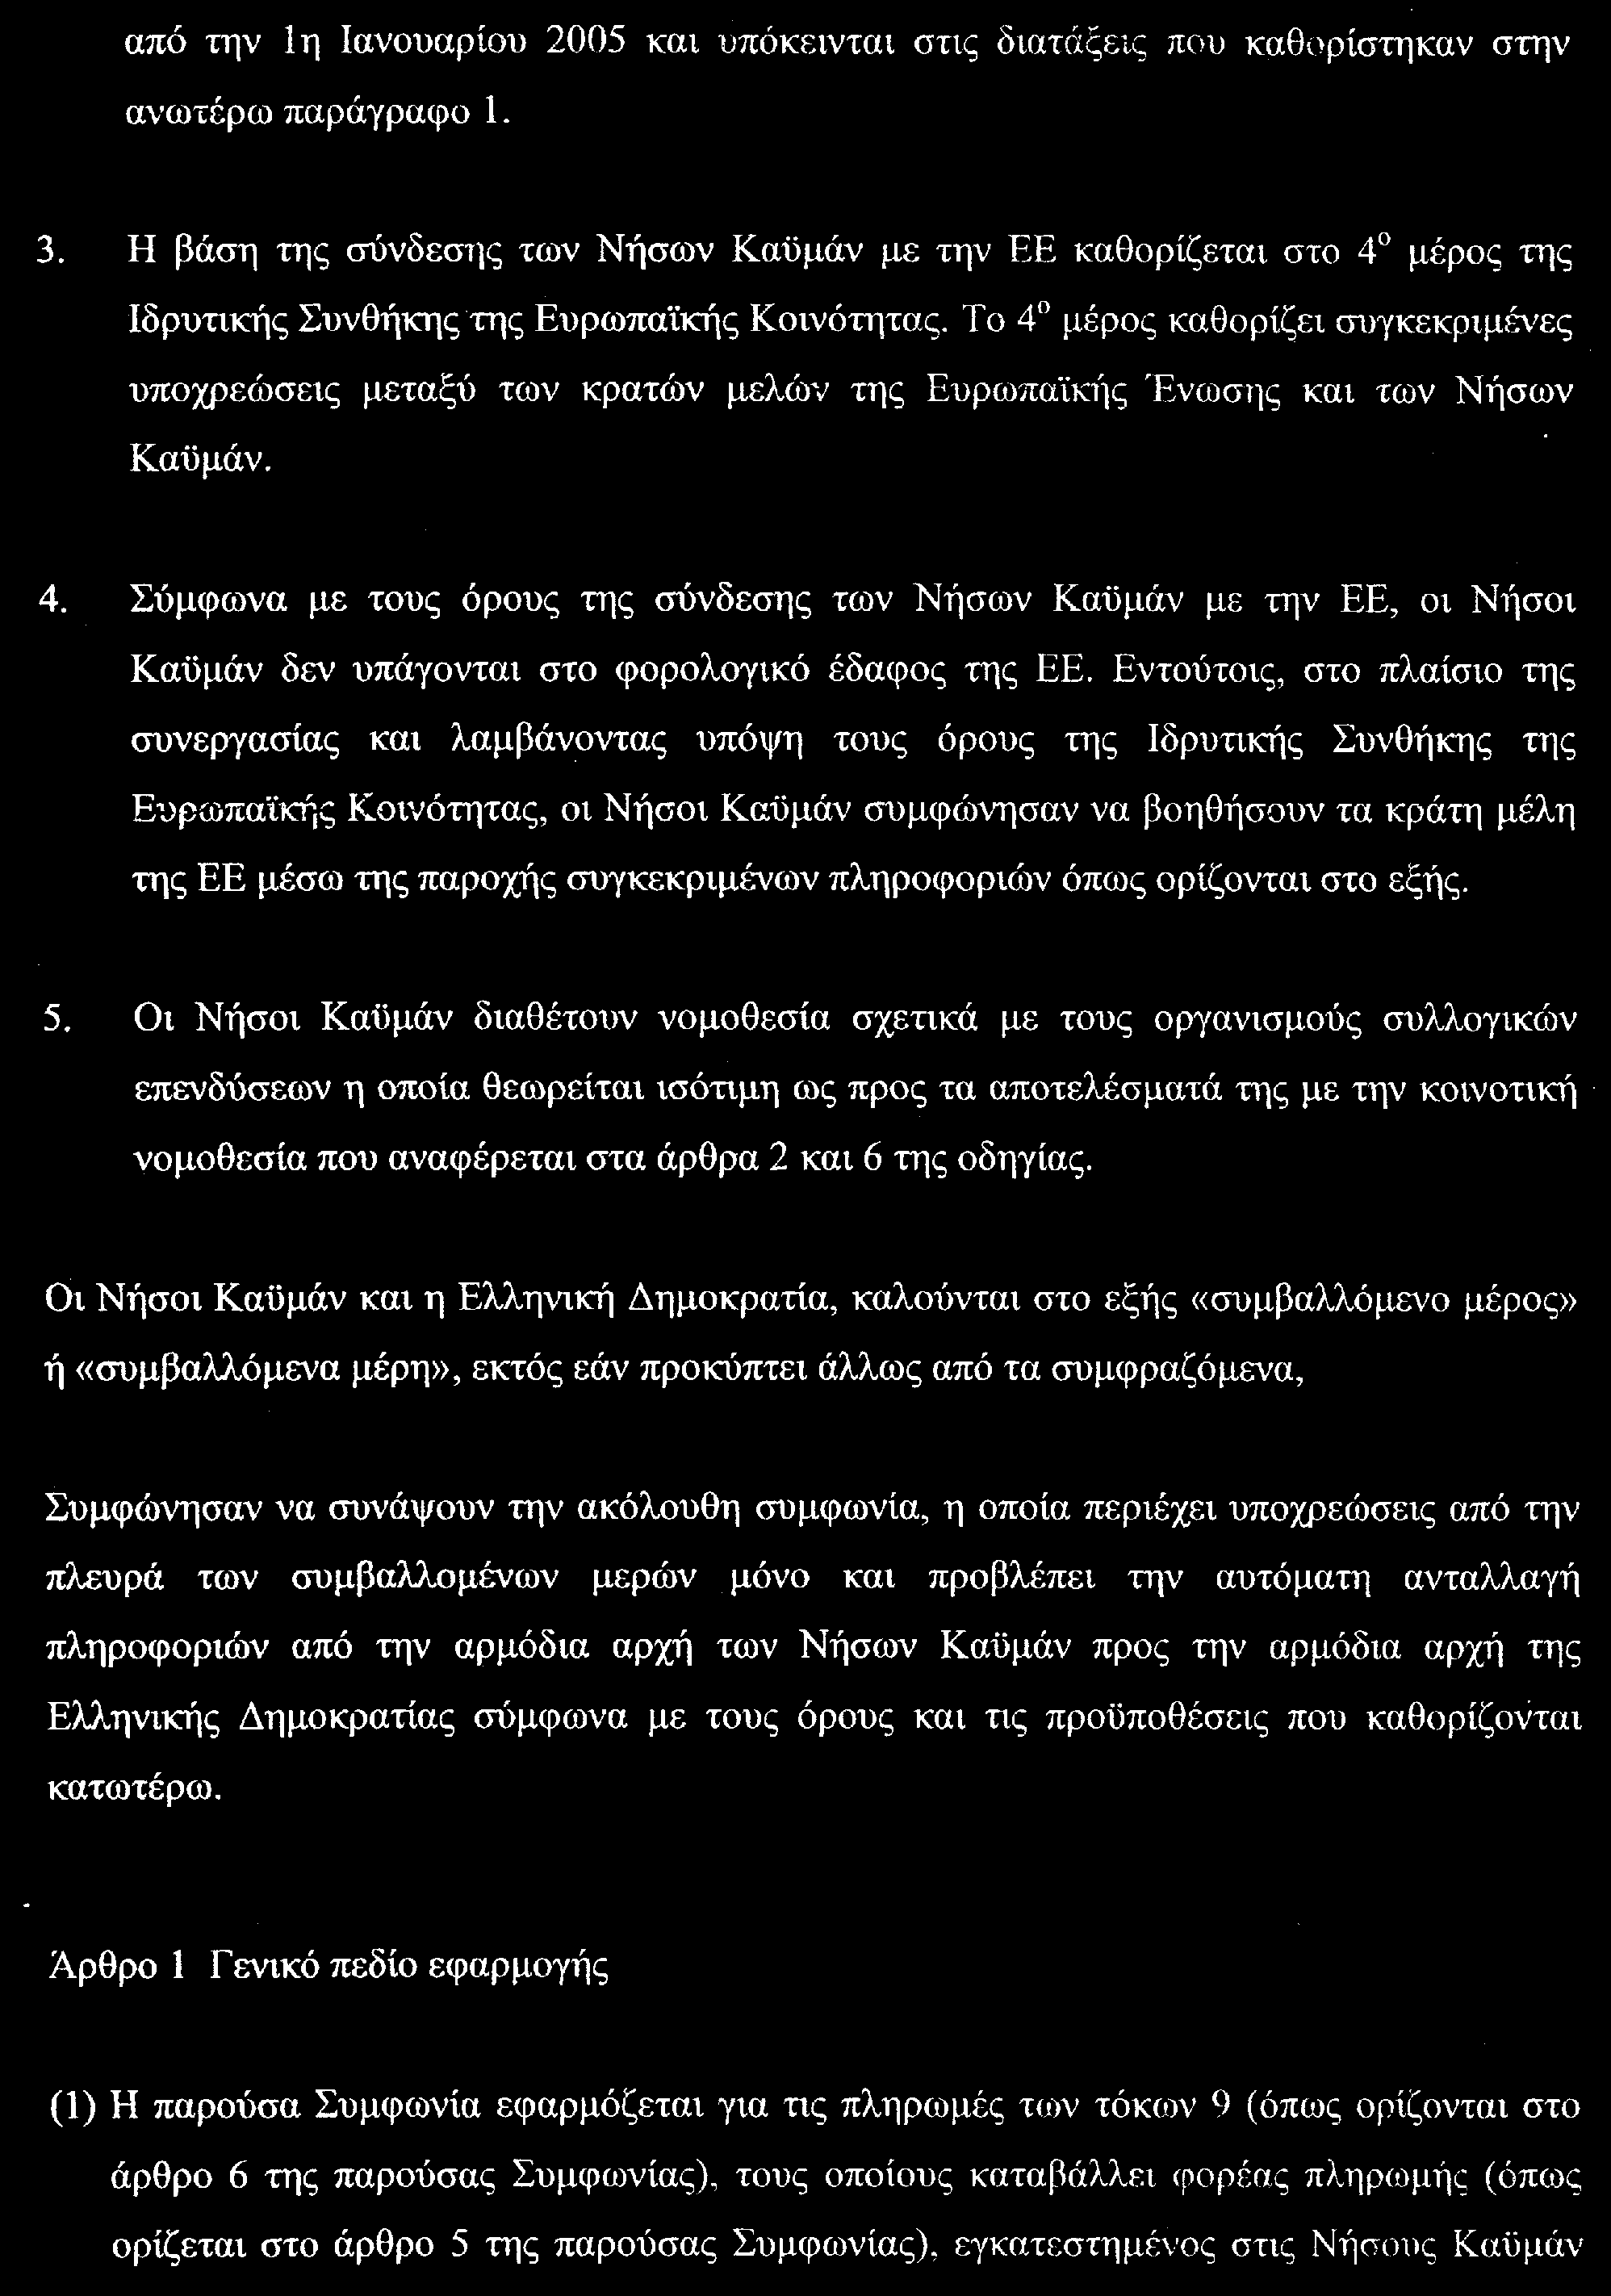 από την 1η Ιανουαρίου 2005 και υπόκεινται στις διατάξεις που καθορίστηκαν στην
ανωτέρω παράγραφο 1.
3. Η βάση της σύνδεσης των Νήσων Καϋμάν με την ΕΕ καθορίζεται στο 4° μέρος της
Ιδρυτικής Συνθήκης της Ευρωπαϊκής Κοινότητας. Το 4° μέρος καθορίζει συγκεκριμένες
υποχρεώσεις μεταξύ των κρατών μελών της Ευρωπαϊκής Ένωσης και των Νήσων
Καϋμάν.
4. Σύμφωνα με τους όρους της σύνδεσης των Νήσων Καϋμάν με την ΕΕ, οι Νήσοι
Καϋμάν δεν υπάγονται στο φορολογικό έδαφος της ΕΕ. Εντούτοις, στο πλαίσιο της
συνεργασίας και λαμβάνοντας υπόψη τους όρους της Ιδρυτικής Συνθήκης της
Ευρωπαϊκής Κοινότητας, οι Νήσοι Καϋμάν συμφώνησαν να βοηθήσουν τα κράτη μέλη
της ΕΕ μέσω της παροχής συγκεκριμένων πληροφοριών όπως ορίζονται στο εξής.
5. Οι Νήσοι Καϋμάν διαθέτουν νομοθεσία σχετικά με τους οργανισμούς συλλογικών
επενδύσεων η οποία θεωρείται ισότιμη ως προς τα αποτελέσματά της με την κοινοτική
νομοθεσία που αναφέρεται στα άρθρα 2 και 6 της οδηγίας.
Οι Νήσοι Καϋμάν και η Ελληνική Δημοκρατία, καλούνται στο εξής «συμβαλλόμενο μέρος»
ή «συμβαλλόμενα μέρη», εκτός εάν προκύπτει άλλως από τα συμφραζόμενα,
Συμφώνησαν να συνάψουν την ακόλουθη συμφωνία, η οποία περιέχει υποχρεώσεις από την
πλευρά των συμβαλλομένων μερών μόνο και προβλέπει την αυτόματη ανταλλαγή
πληροφοριών από την αρμόδια αρχή των Νήσων Καϋμάν προς την αρμόδια αρχή της
Ελληνικής Δημοκρατίας σύμφωνα με τους όρους και τις προϋποθέσεις που καθορίζονται
κατωτέρω.
Άρθρο 1 Γενικό πεδίο εφαρμογής
(1) Η παρούσα Συμφωνία εφαρμόζεται για τις πληρωμές των τόκων 9 (όπως ορίζονται στο
άρθρο 6 της παρούσας Συμφωνίας), τους οποίους καταβάλλει φορέας πληρωμής (όπως
ορίζεται στο άρθρο 5 της παρούσας Συμφωνίας), εγκατεστημένος στις Νήσους Καϋμάν